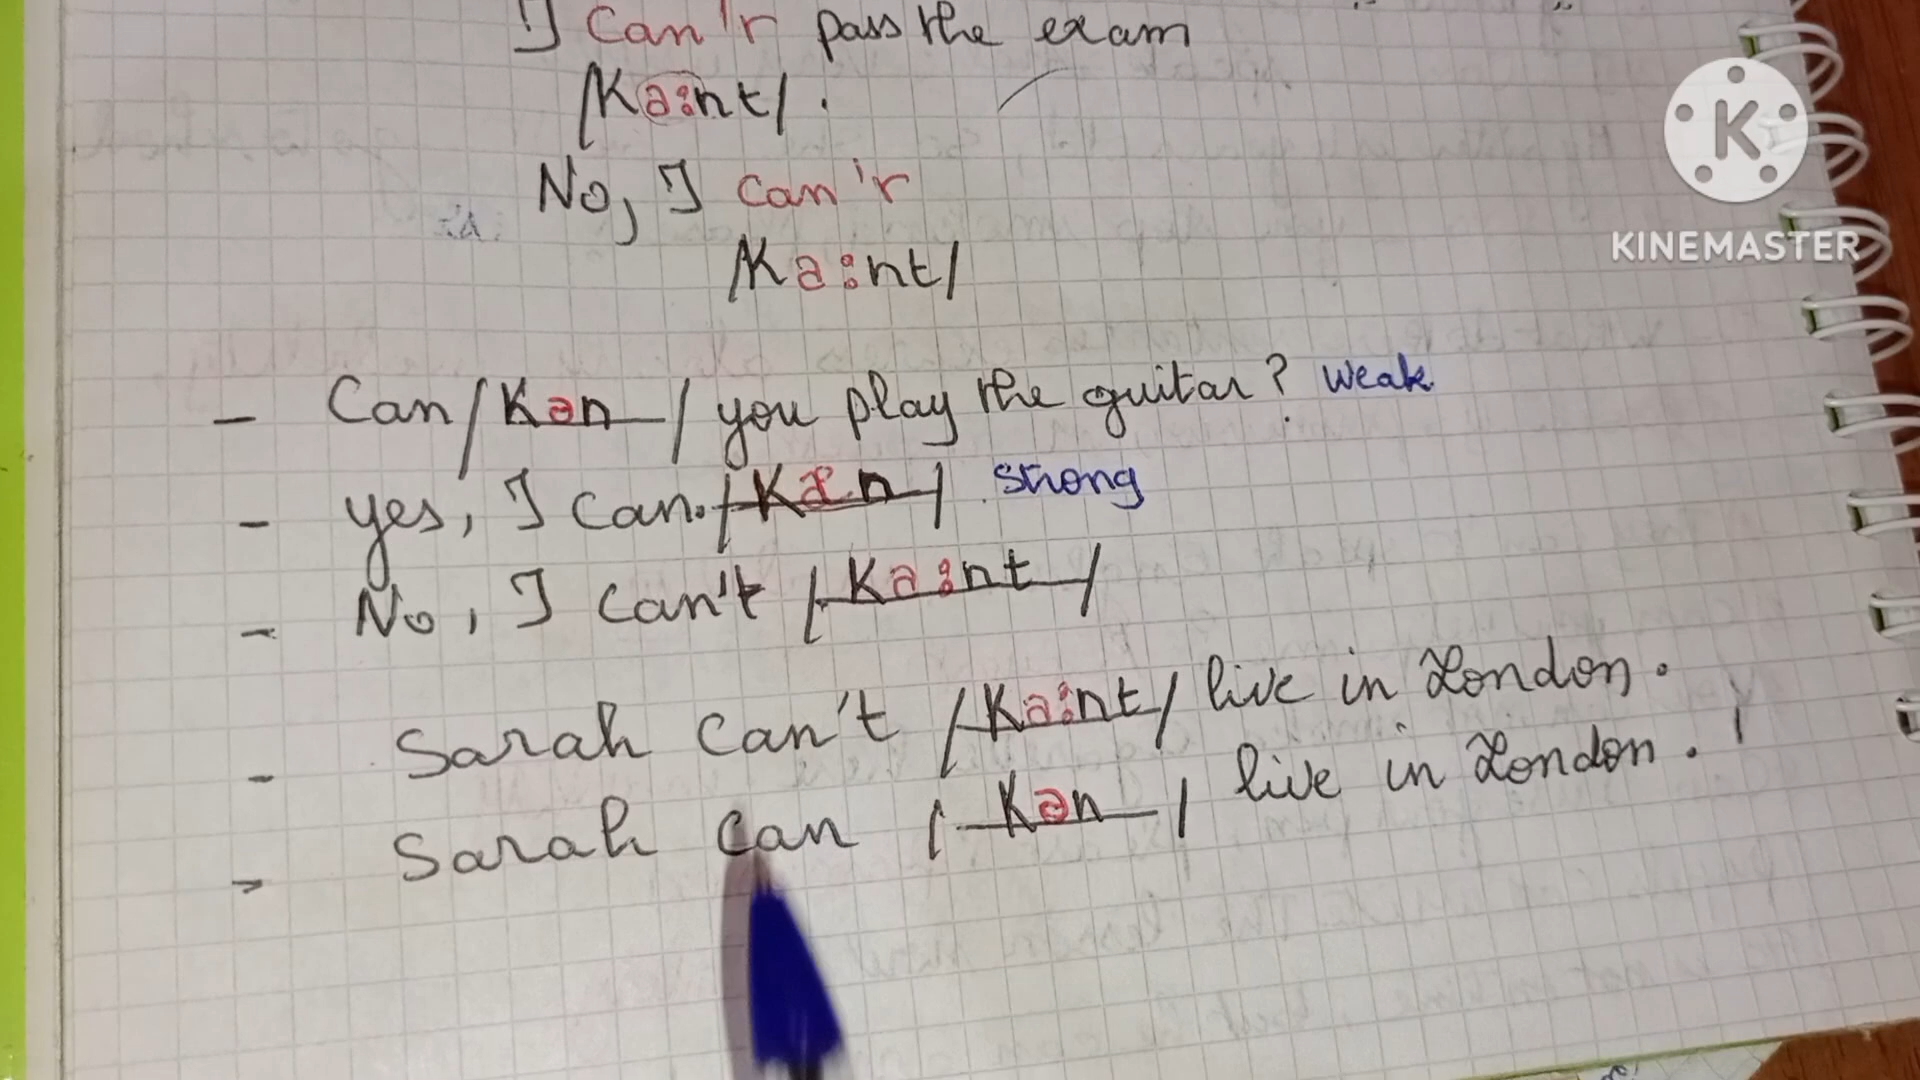 I Can'r pass the exam
/Ka:nt/.
No, I can'r
/Ka:nt/
- Can /Kən/ you play the guitar? weak
- yes, I can. /Kæn/ strong
- No, I can't /Ka:nt/
- Sarah can't /Ka:nt/ live in London.
- Sarah can /Kən/ live in London.
K
KINEMASTER